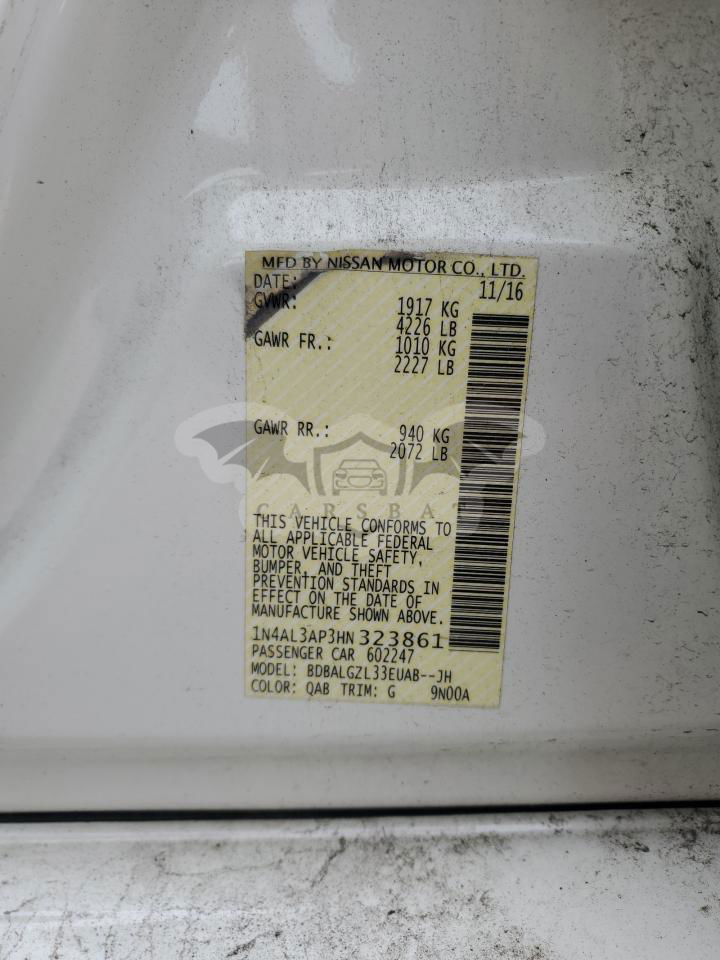 MFD BY NISSAN MOTOR CO., LTD.
DATE: 11/16
GVWR: 1917 KG
4226 LB
GAWR FR.: 1010 KG
2227 LB
GAWR RR.: 940 KG
2072 LB
CARSBAT
THIS VEHICLE CONFORMS TO
ALL APPLICABLE FEDERAL
MOTOR VEHICLE SAFETY,
BUMPER, AND THEFT
PREVENTION STANDARDS IN
EFFECT ON THE DATE OF
MANUFACTURE SHOWN ABOVE.
1N4AL3AP3HN323861
PASSENGER CAR 602247
MODEL: BDBALGZL33EUAB--JH
COLOR: QAB TRIM: G 9N00A